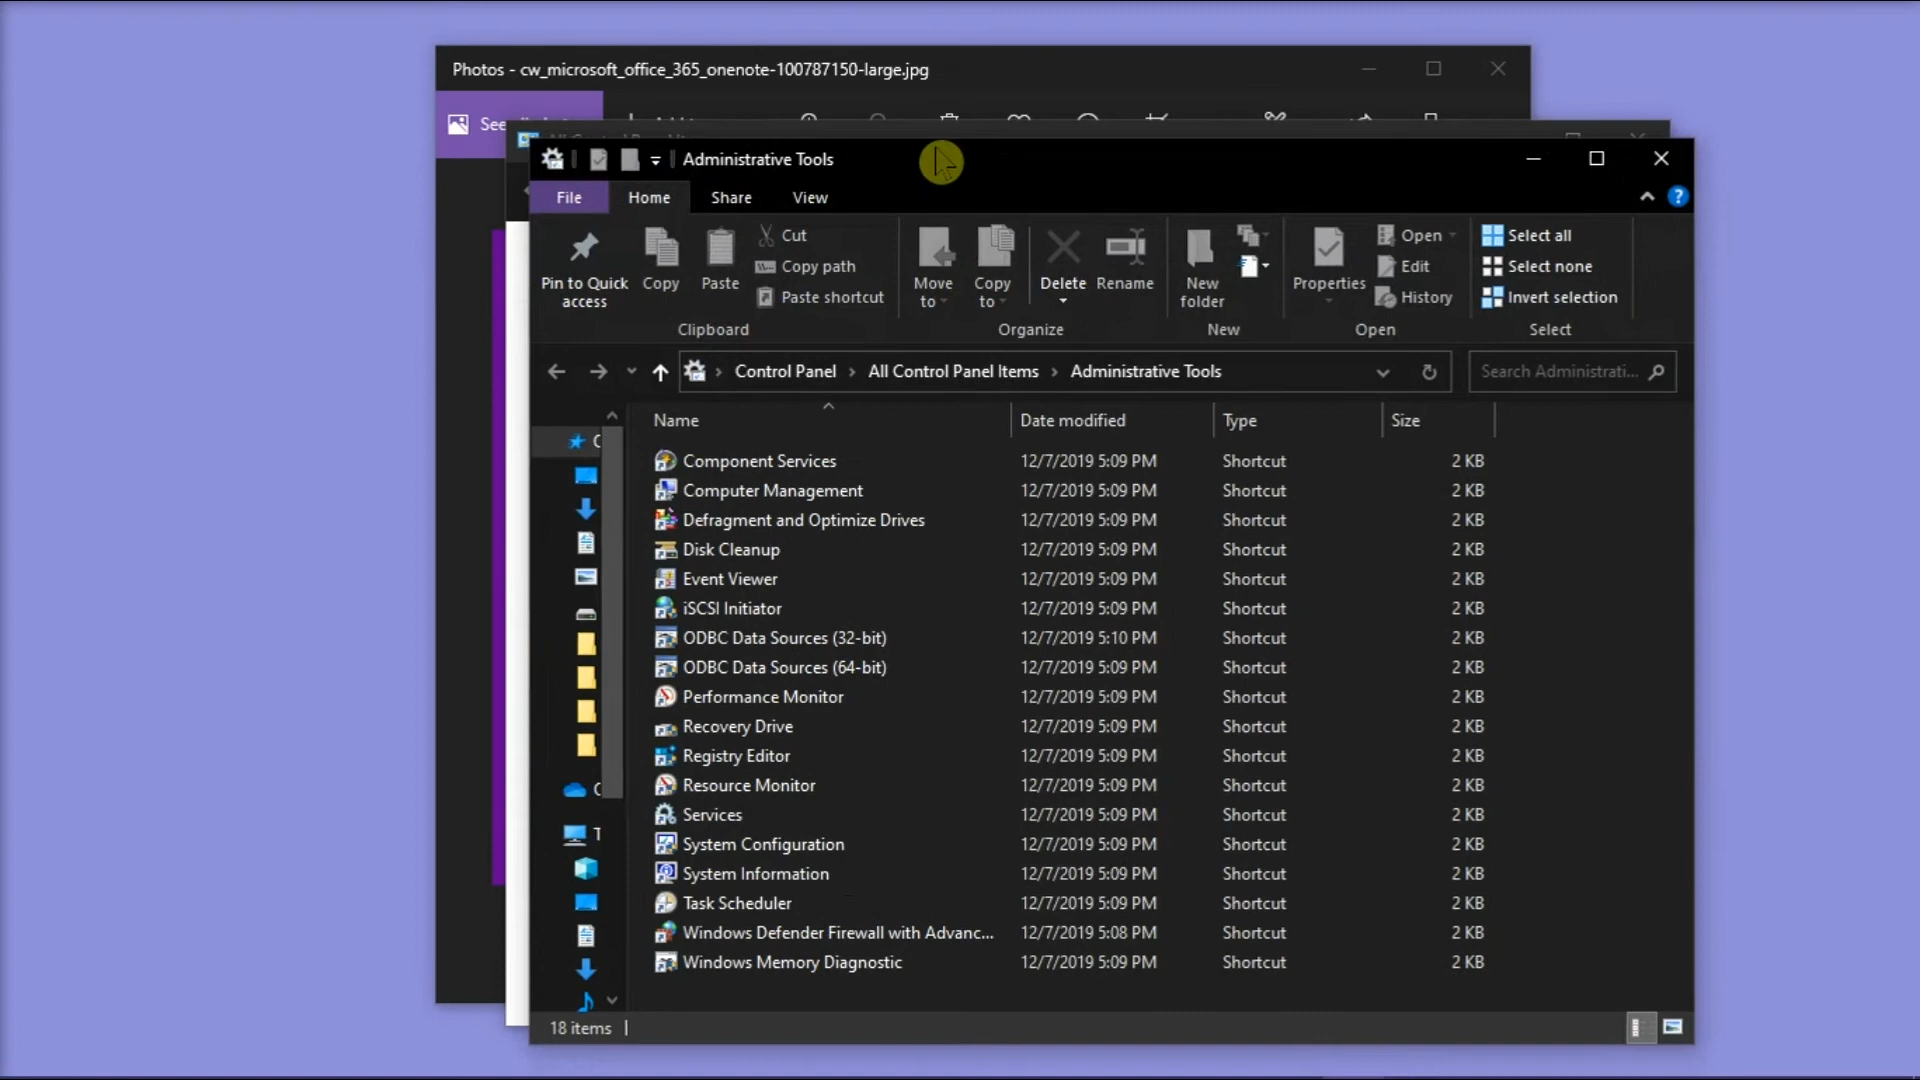 Photos - cw_microsoft_office_365_onenote-100787150-large.jpg
See
Administrative Tools
File Home Share View
Pin to Quick access
Copy
Paste
Cut
Copy path
Paste shortcut
Clipboard
Move to
Copy to
Delete
Rename
Organize
New folder
New
Properties
Open
Edit
History
Open
Select all
Select none
Invert selection
Select
Control Panel > All Control Panel Items > Administrative Tools
Search Administrati...
Name Date modified Type Size
Component Services 12/7/2019 5:09 PM Shortcut 2 KB
Computer Management 12/7/2019 5:09 PM Shortcut 2 KB
Defragment and Optimize Drives 12/7/2019 5:09 PM Shortcut 2 KB
Disk Cleanup 12/7/2019 5:09 PM Shortcut 2 KB
Event Viewer 12/7/2019 5:09 PM Shortcut 2 KB
iSCSI Initiator 12/7/2019 5:09 PM Shortcut 2 KB
ODBC Data Sources (32-bit) 12/7/2019 5:10 PM Shortcut 2 KB
ODBC Data Sources (64-bit) 12/7/2019 5:09 PM Shortcut 2 KB
Performance Monitor 12/7/2019 5:09 PM Shortcut 2 KB
Recovery Drive 12/7/2019 5:09 PM Shortcut 2 KB
Registry Editor 12/7/2019 5:09 PM Shortcut 2 KB
Resource Monitor 12/7/2019 5:09 PM Shortcut 2 KB
Services 12/7/2019 5:09 PM Shortcut 2 KB
System Configuration 12/7/2019 5:09 PM Shortcut 2 KB
System Information 12/7/2019 5:09 PM Shortcut 2 KB
Task Scheduler 12/7/2019 5:09 PM Shortcut 2 KB
Windows Defender Firewall with Advanc... 12/7/2019 5:08 PM Shortcut 2 KB
Windows Memory Diagnostic 12/7/2019 5:09 PM Shortcut 2 KB
18 items